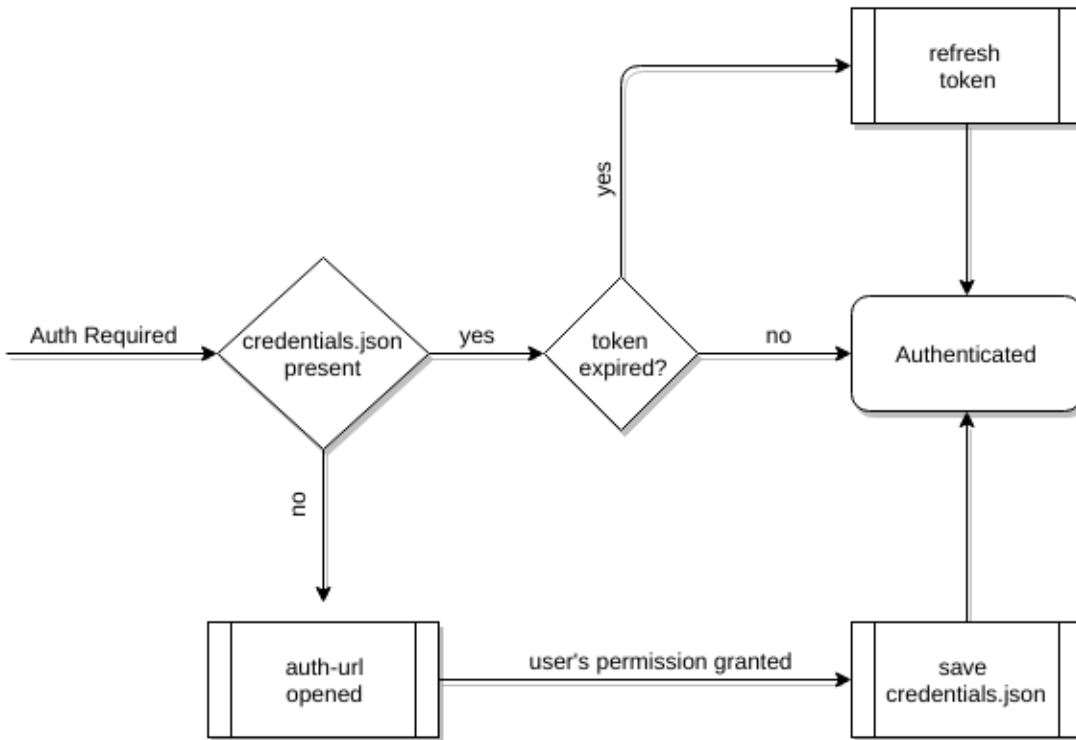 refresh
token
yes
Auth Required
credentials.json
present
yes
token
expired?
no
Authenticated
no
auth-url
opened
user's permission granted
save
credentials.json